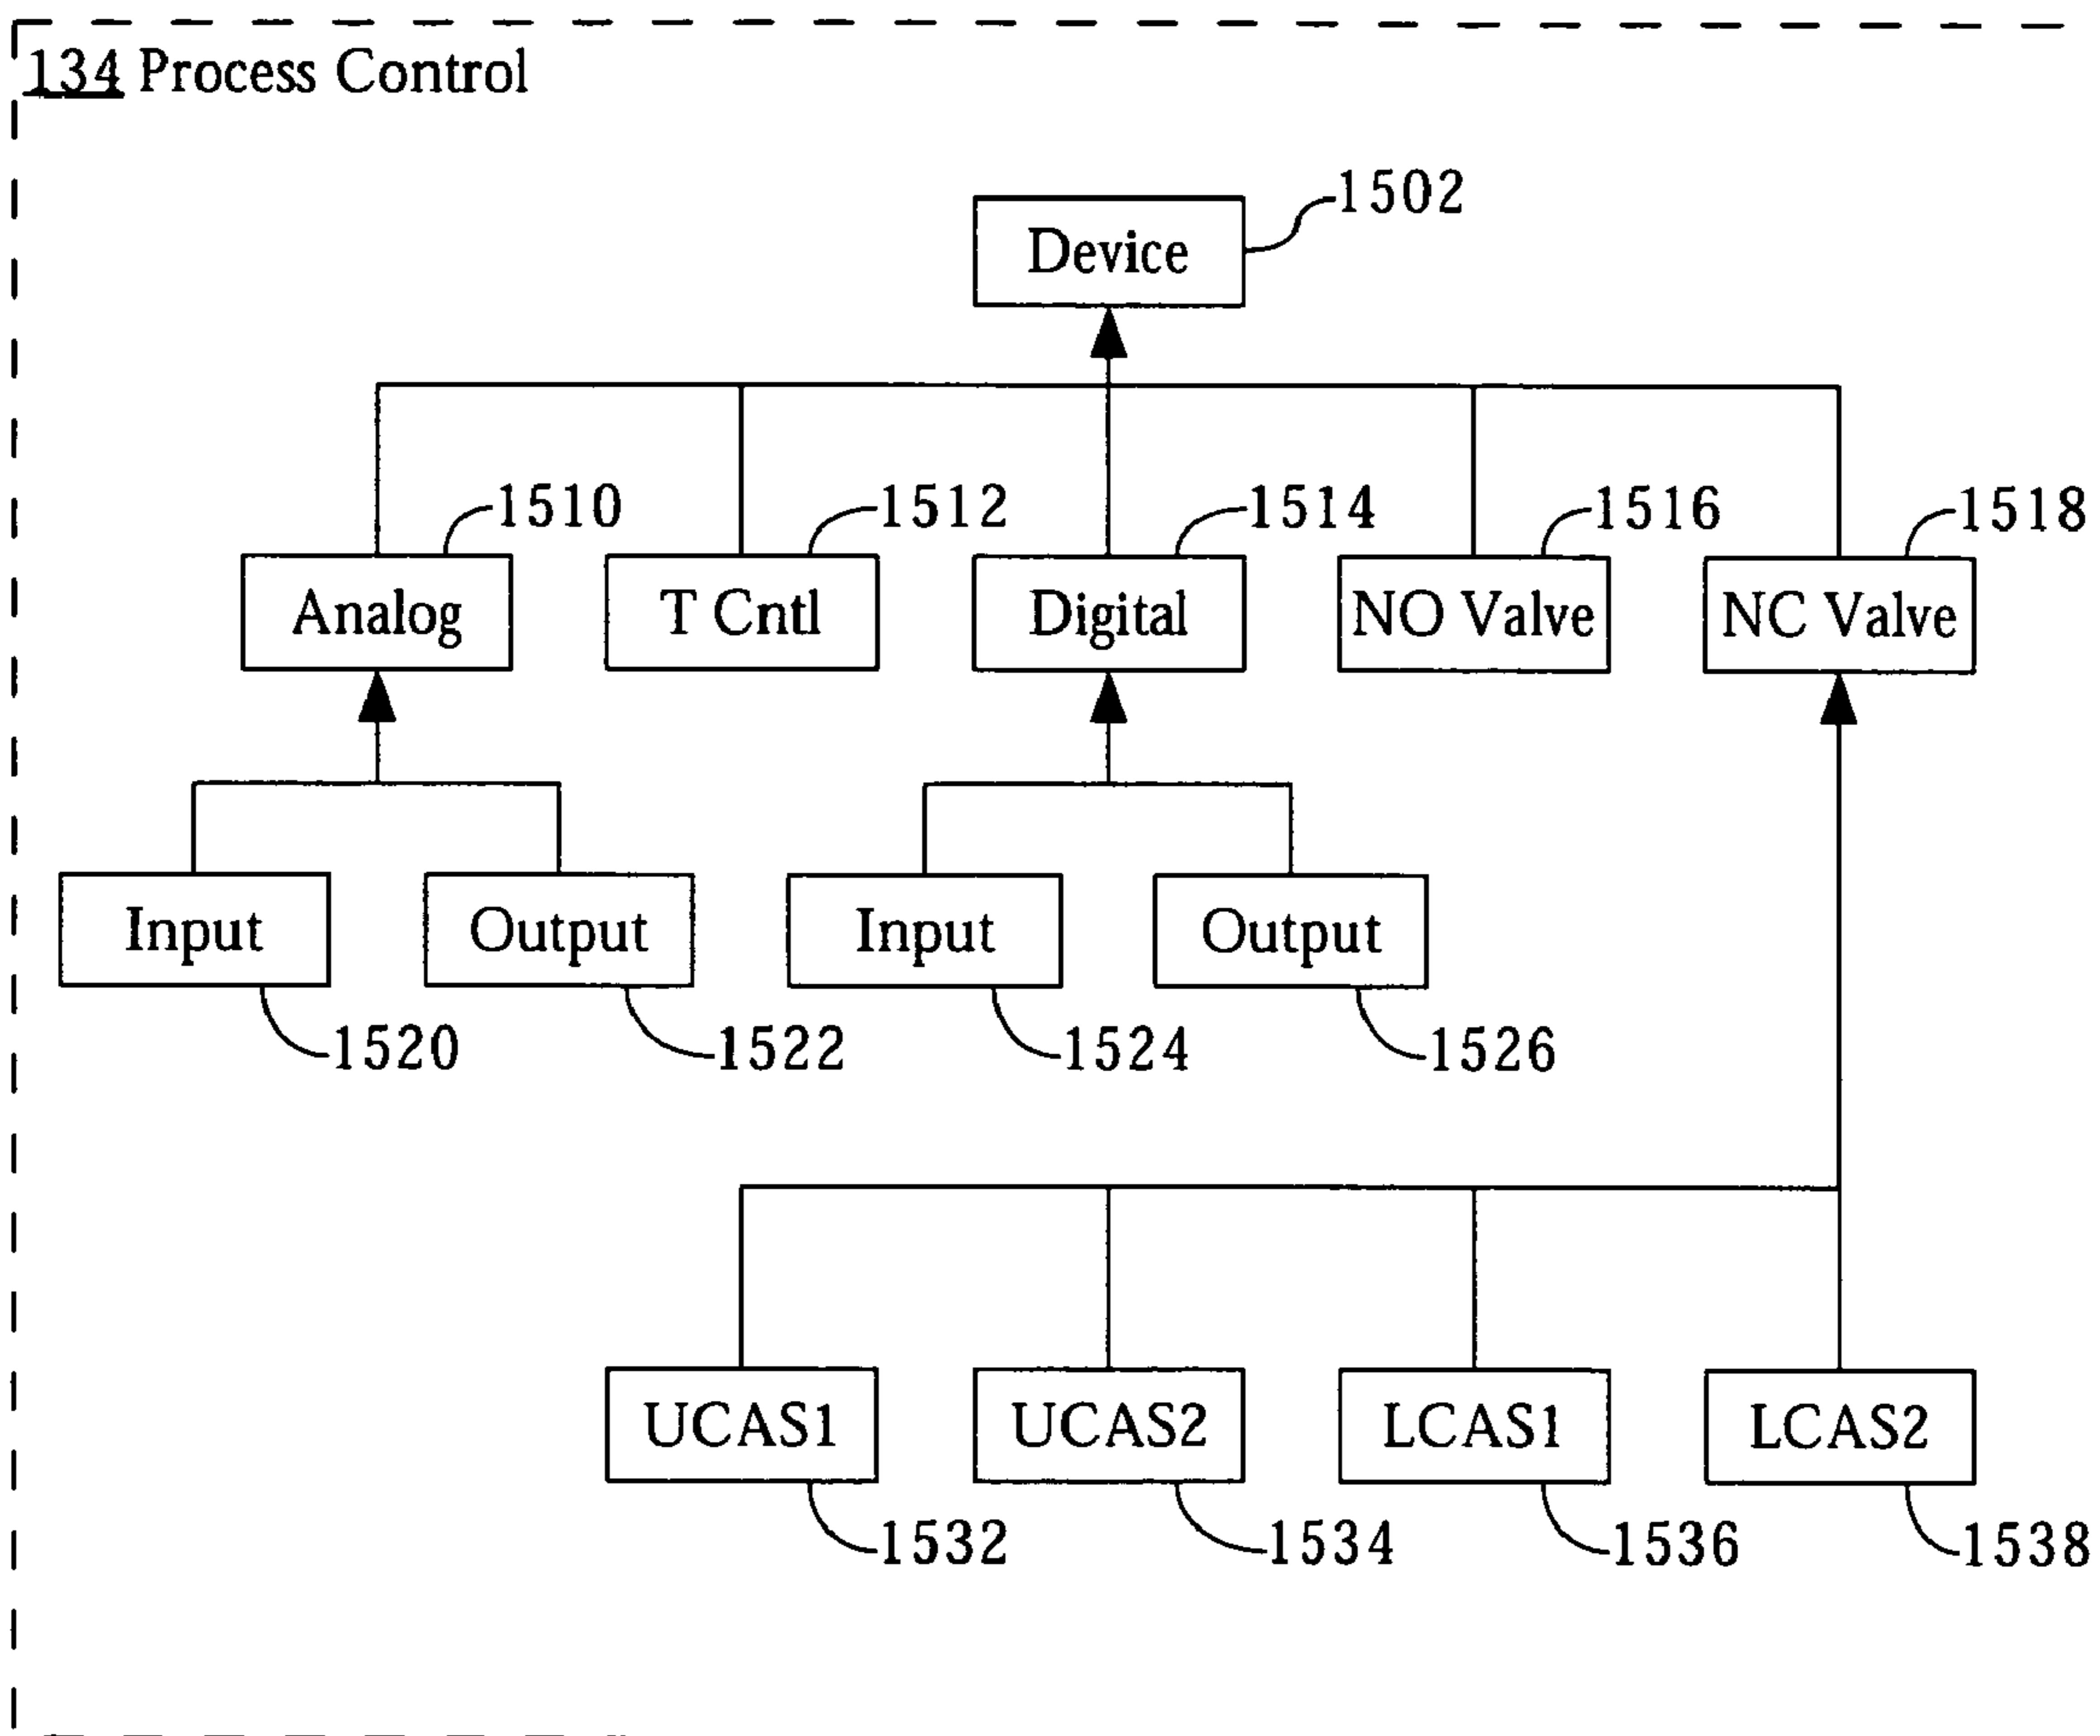 134 Process Control
1502
Device
1510
1512
1514
1516
1518
Analog
T Cntl
Digital
NO Valve
NC Valve
Input
Output
Input
Output
1520
1522
1524
1526
UCAS1
UCAS2
LCAS1
LCAS2
1532
1534
1536
1538